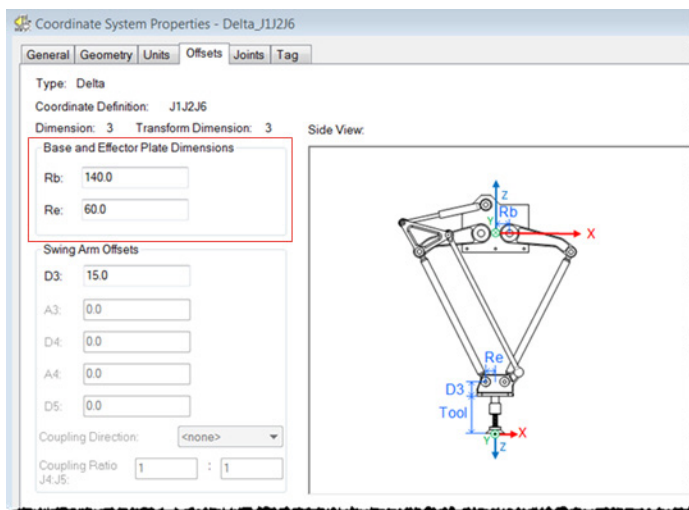 Coordinate System Properties - Delta_J1J2J6
General Geometry Units Offsets Joints Tag
Type: Delta
Coordinate Definition: J1J2J6
Dimension: 3 Transform Dimension: 3
Side View:
Base and Effector Plate Dimensions
Rb: 140.0
Re: 60.0
Swing Arm Offsets
D3: 15.0
A3: 0.0
D4: 0.0
A4: 0.0
D5: 0.0
Coupling Direction: <none>
Coupling Ratio J4:J5: 1 : 1
Z
Rb
Y
X
Re
D3
Tool
Y
X
Z